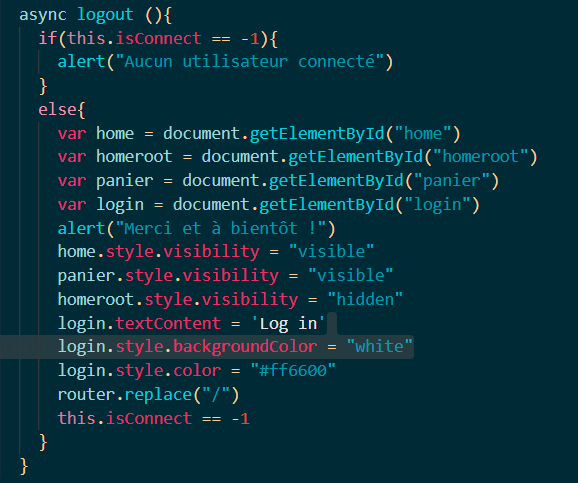 async logout (){
if(this.isConnect == -1){
alert("Aucun utilisateur connecté")
}
else{
var home = document.getElementById("home")
var homeroot = document.getElementById("homeroot")
var panier = document.getElementById("panier")
var login = document.getElementById("login")
alert("Merci et à bientôt !")
home.style.visibility = "visible"
panier.style.visibility = "visible"
homeroot.style.visibility = "hidden"
login.textContent = 'Log in'
login.style.backgroundColor = "white"
login.style.color = "#ff6600"
router.replace("/")
this.isConnect == -1
}
}